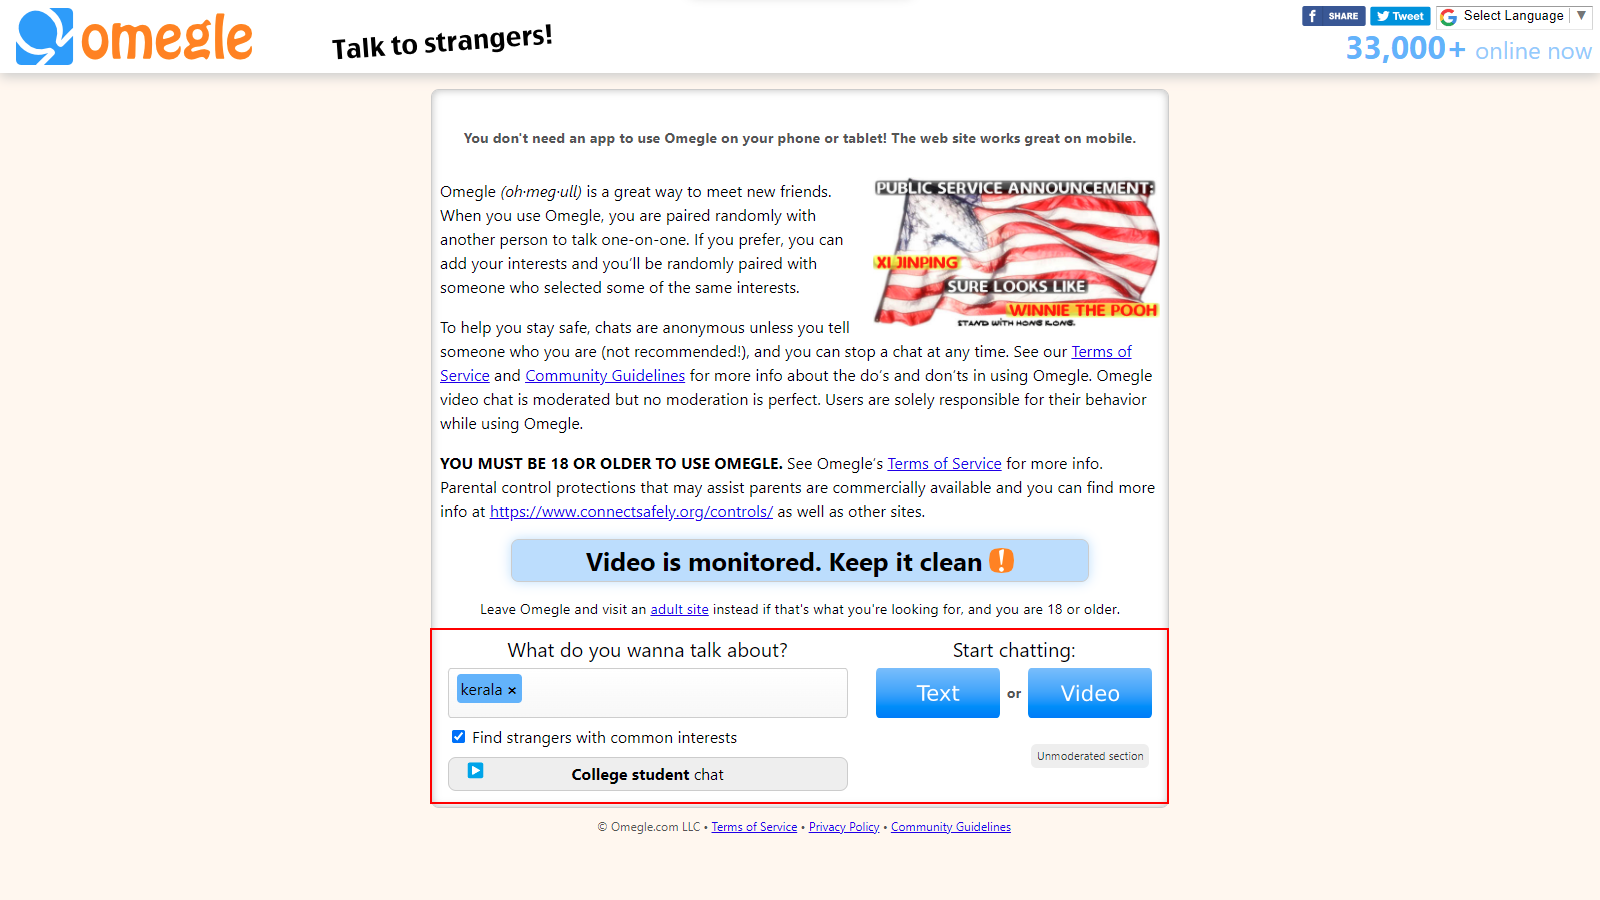 omegle
Talk to strangers!
SHARE
Tweet
Select Language ▼
33,000+ online now
You don't need an app to use Omegle on your phone or tablet! The web site works great on mobile.
Omegle (oh·meg·ull) is a great way to meet new friends.
When you use Omegle, you are paired randomly with
another person to talk one-on-one. If you prefer, you can
add your interests and you’ll be randomly paired with
someone who selected some of the same interests.
PUBLIC SERVICE ANNOUNCEMENT:
XI JINPING
SURE LOOKS LIKE
WINNIE THE POOH
STAND WITH HONG KONG.
To help you stay safe, chats are anonymous unless you tell
someone who you are (not recommended!), and you can stop a chat at any time. See our Terms of
Service and Community Guidelines for more info about the do’s and don’ts in using Omegle. Omegle
video chat is moderated but no moderation is perfect. Users are solely responsible for their behavior
while using Omegle.
YOU MUST BE 18 OR OLDER TO USE OMEGLE. See Omegle’s Terms of Service for more info.
Parental control protections that may assist parents are commercially available and you can find more
info at https://www.connectsafely.org/controls/ as well as other sites.
Video is monitored. Keep it clean !
Leave Omegle and visit an adult site instead if that's what you're looking for, and you are 18 or older.
What do you wanna talk about?
kerala ×
Find strangers with common interests
College student chat
Start chatting:
Text or Video
Unmoderated section
© Omegle.com LLC • Terms of Service • Privacy Policy • Community Guidelines